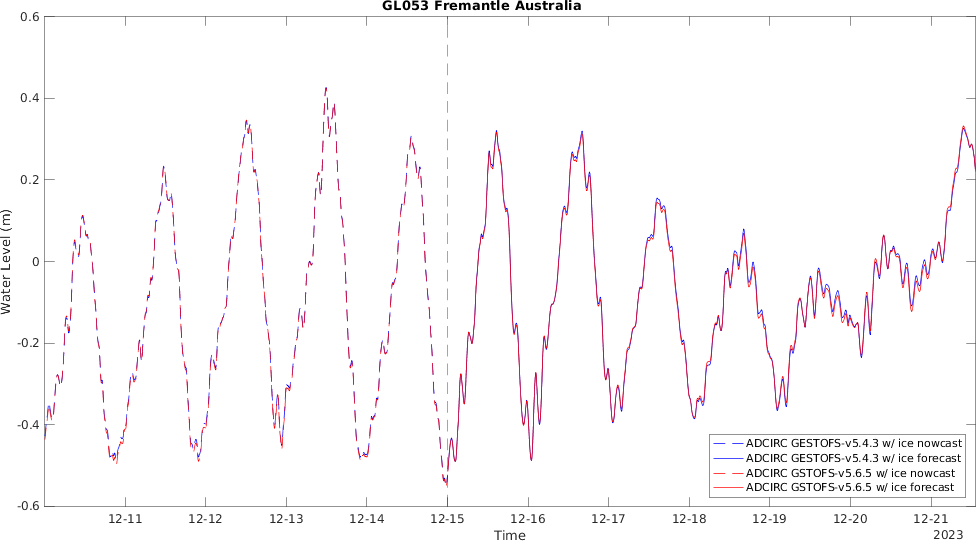 GL053 Fremantle Australia
0.6
0.4
0.2
0
-0.2
-0.4
-0.6
Water Level (m)
12-11 12-12 12-13 12-14 12-15 12-16 12-17 12-18 12-19 12-20 12-21
Time
2023
ADCIRC GESTOFS-v5.4.3 w/ ice nowcast
ADCIRC GESTOFS-v5.4.3 w/ ice forecast
ADCIRC GSTOFS-v5.6.5 w/ ice nowcast
ADCIRC GSTOFS-v5.6.5 w/ ice forecast